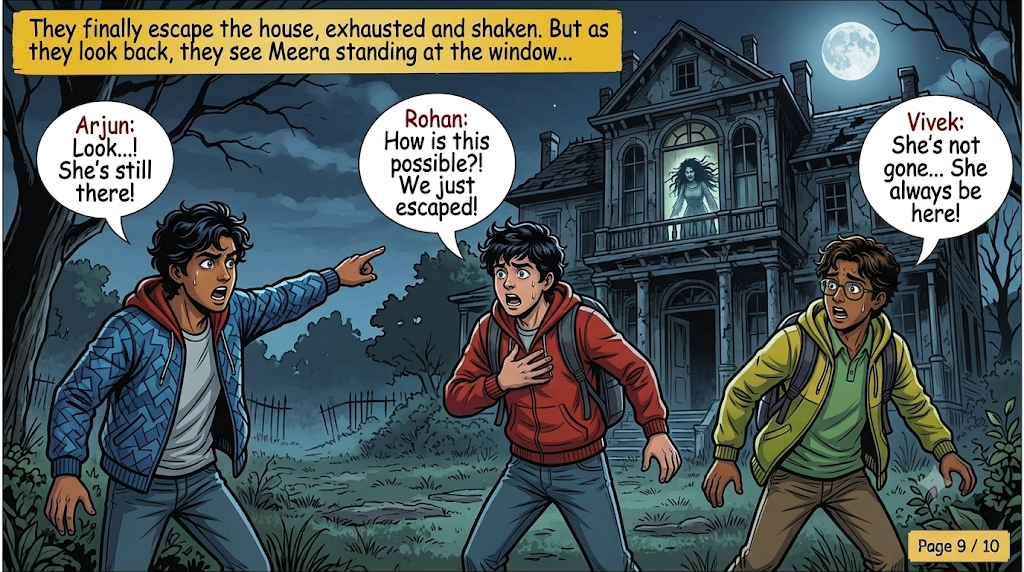 They finally escape the house, exhausted and shaken. But as
they look back, they see Meera standing at the window...
Arjun:
Look...!
She's still
there!
Rohan:
How is this
possible?!
We just
escaped!
Vivek:
She's not
gone... She
always be
here!
Page 9 / 10